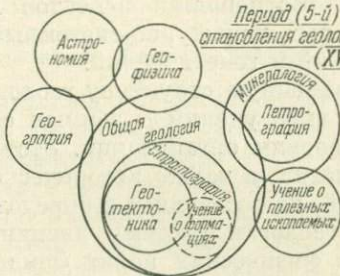 Период (5-й)
становления геоло
(XV
Астро-
номия
Гео-
физика
Гео-
графия
Общая
геология
Стратиграфия
Гео-
текто-
ника
Учение
о форма-
циях
Минералогия
Петро-
графия
Учение о
полезных
ископаемых